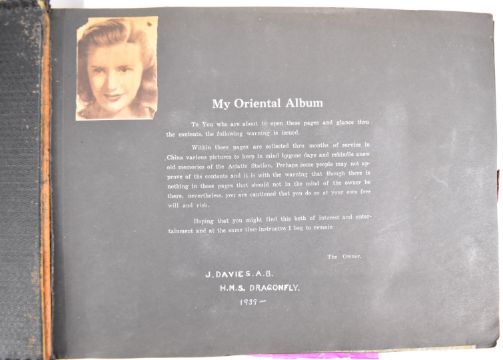 My Oriental Album
To You who are about to open these pages and glance thru
the contents, the following warning is issued.
Within these pages are collected thru months of service in
China various pictures to keep in mind bygone days and rekindle anew
old memories of the Asiatic Station. Perhaps some people may not ap-
prove of the contents and it is with the warning that though there is
nothing in these pages that should not in the mind of the owner be
there, nevertheless, you are cautioned that you do so at your own free
will and risk.
Hoping that you might find this both of interest and enter-
tainment and at the same time instructive I beg to remain
The Owner.
J. DAVIES. A.B.
H.M.S. DRAGONFLY.
1939-